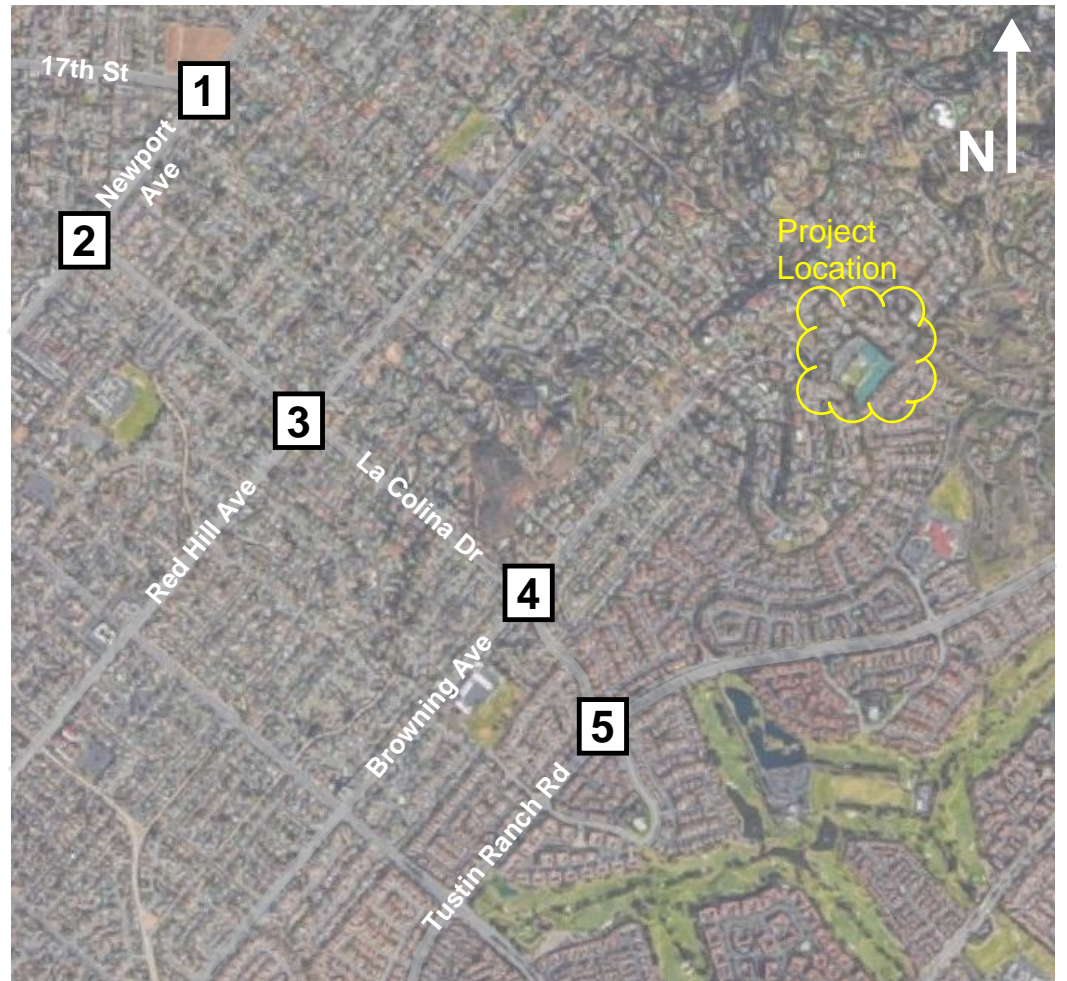 17th St
1
Newport
Ave
N
2
Project
Location
3
La Colina Dr
Red Hill Ave
4
Browning Ave
5
Tustin Ranch Rd